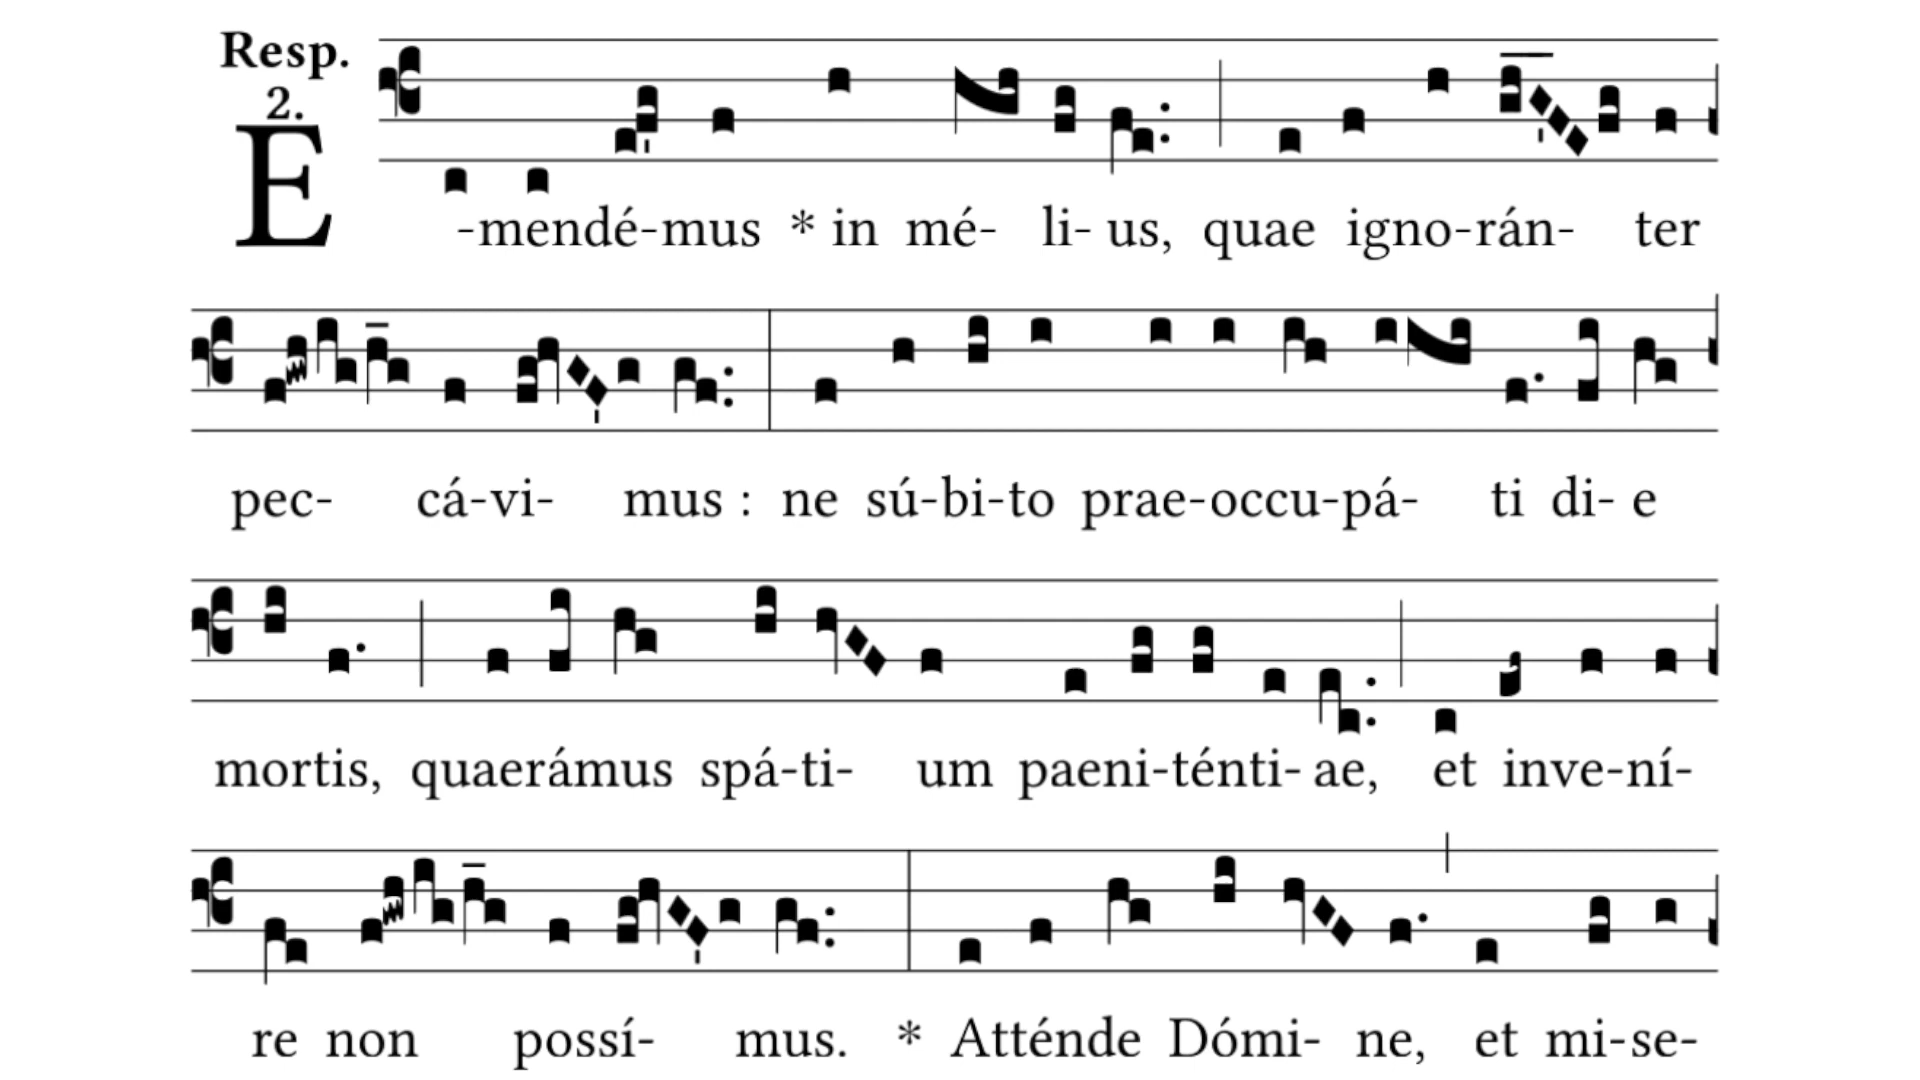 Resp.
2.
E-mendé-mus * in mé- li- us, quae igno-rán- ter
pec- cá-vi- mus : ne sú-bi-to prae-occu-pá- ti di- e
mortis, quaerámus spá-ti- um paeni-ténti- ae, et inve-ní-
re non possí- mus. * Atténde Dómi- ne, et mi-se-